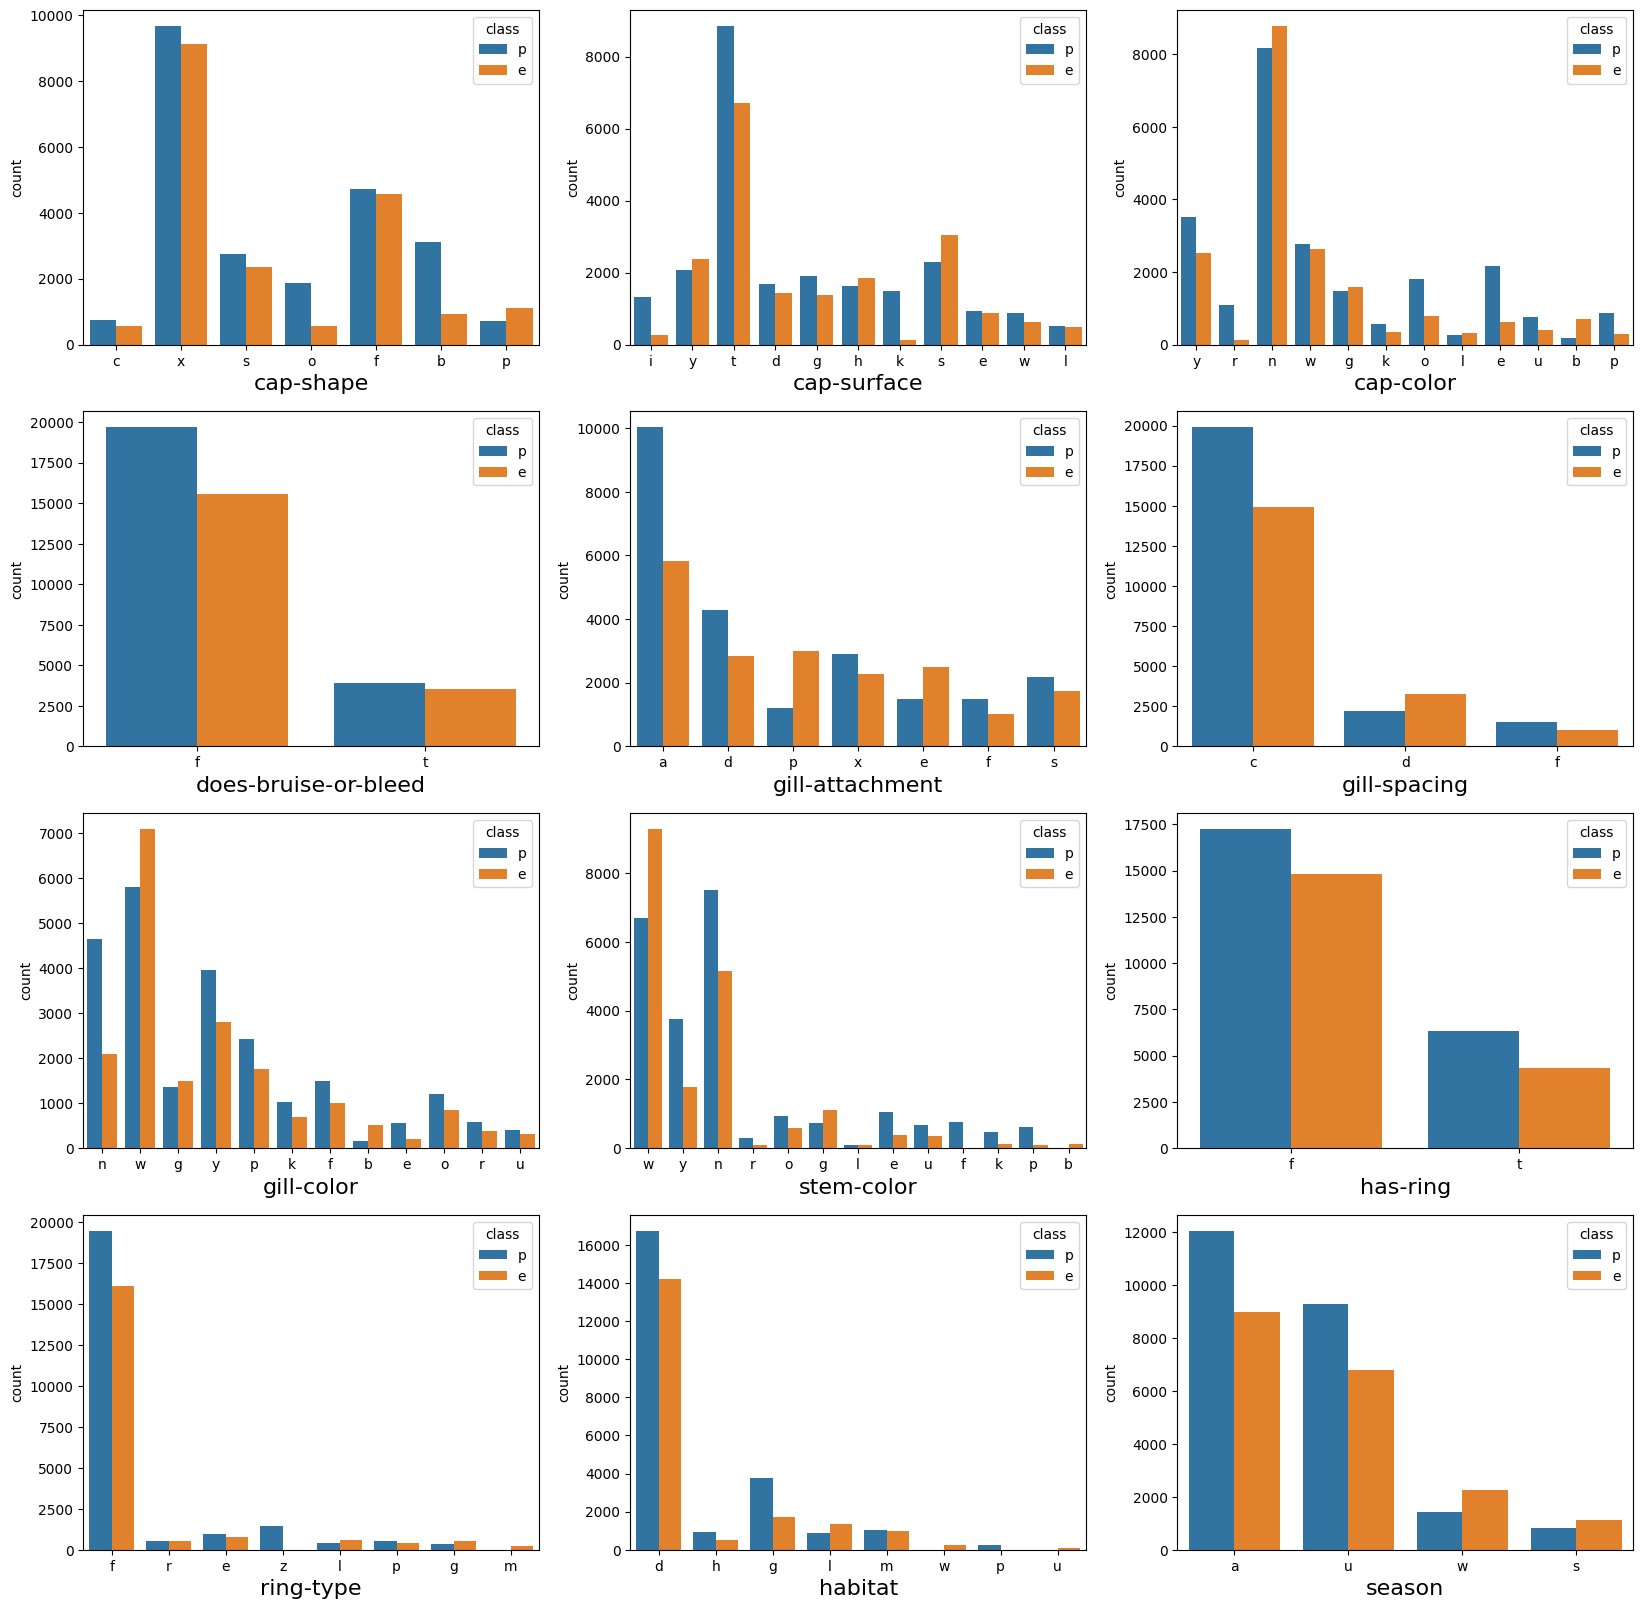 10000
8000
6000
4000
2000
0
count
class
p
e
c x s o f b p
cap-shape
8000
6000
4000
2000
0
count
class
p
e
i y t d g h k s e w l
cap-surface
8000
6000
4000
2000
0
count
class
p
e
y r n w g k o l e u b p
cap-color
20000
17500
15000
12500
10000
7500
5000
2500
0
count
class
p
e
f t
does-bruise-or-bleed
10000
8000
6000
4000
2000
0
count
class
p
e
a d p x e f s
gill-attachment
20000
17500
15000
12500
10000
7500
5000
2500
0
count
class
p
e
c d f
gill-spacing
7000
6000
5000
4000
3000
2000
1000
0
count
class
p
e
n w g y p k f b e o r u
gill-color
8000
6000
4000
2000
0
count
class
p
e
w y n r o g l e u f k p b
stem-color
17500
15000
12500
10000
7500
5000
2500
0
count
class
p
e
f t
has-ring
20000
17500
15000
12500
10000
7500
5000
2500
0
count
class
p
e
f r e z l p g m
ring-type
16000
14000
12000
10000
8000
6000
4000
2000
0
count
class
p
e
d h g l m w p u
habitat
12000
10000
8000
6000
4000
2000
0
count
class
p
e
a u w s
season